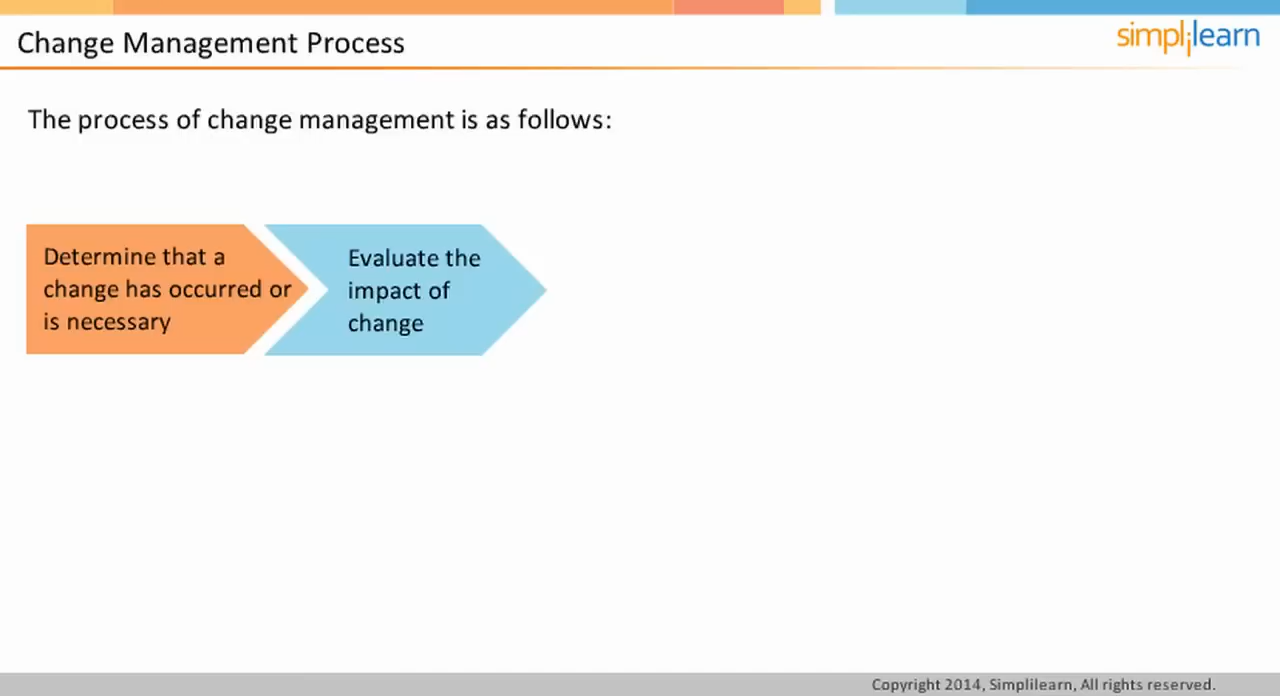 Change Management Process
simplilearn
The process of change management is as follows:
Determine that a
change has occurred or
is necessary
Evaluate the
impact of
change
Copyright 2014, Simplilearn, All rights reserved.